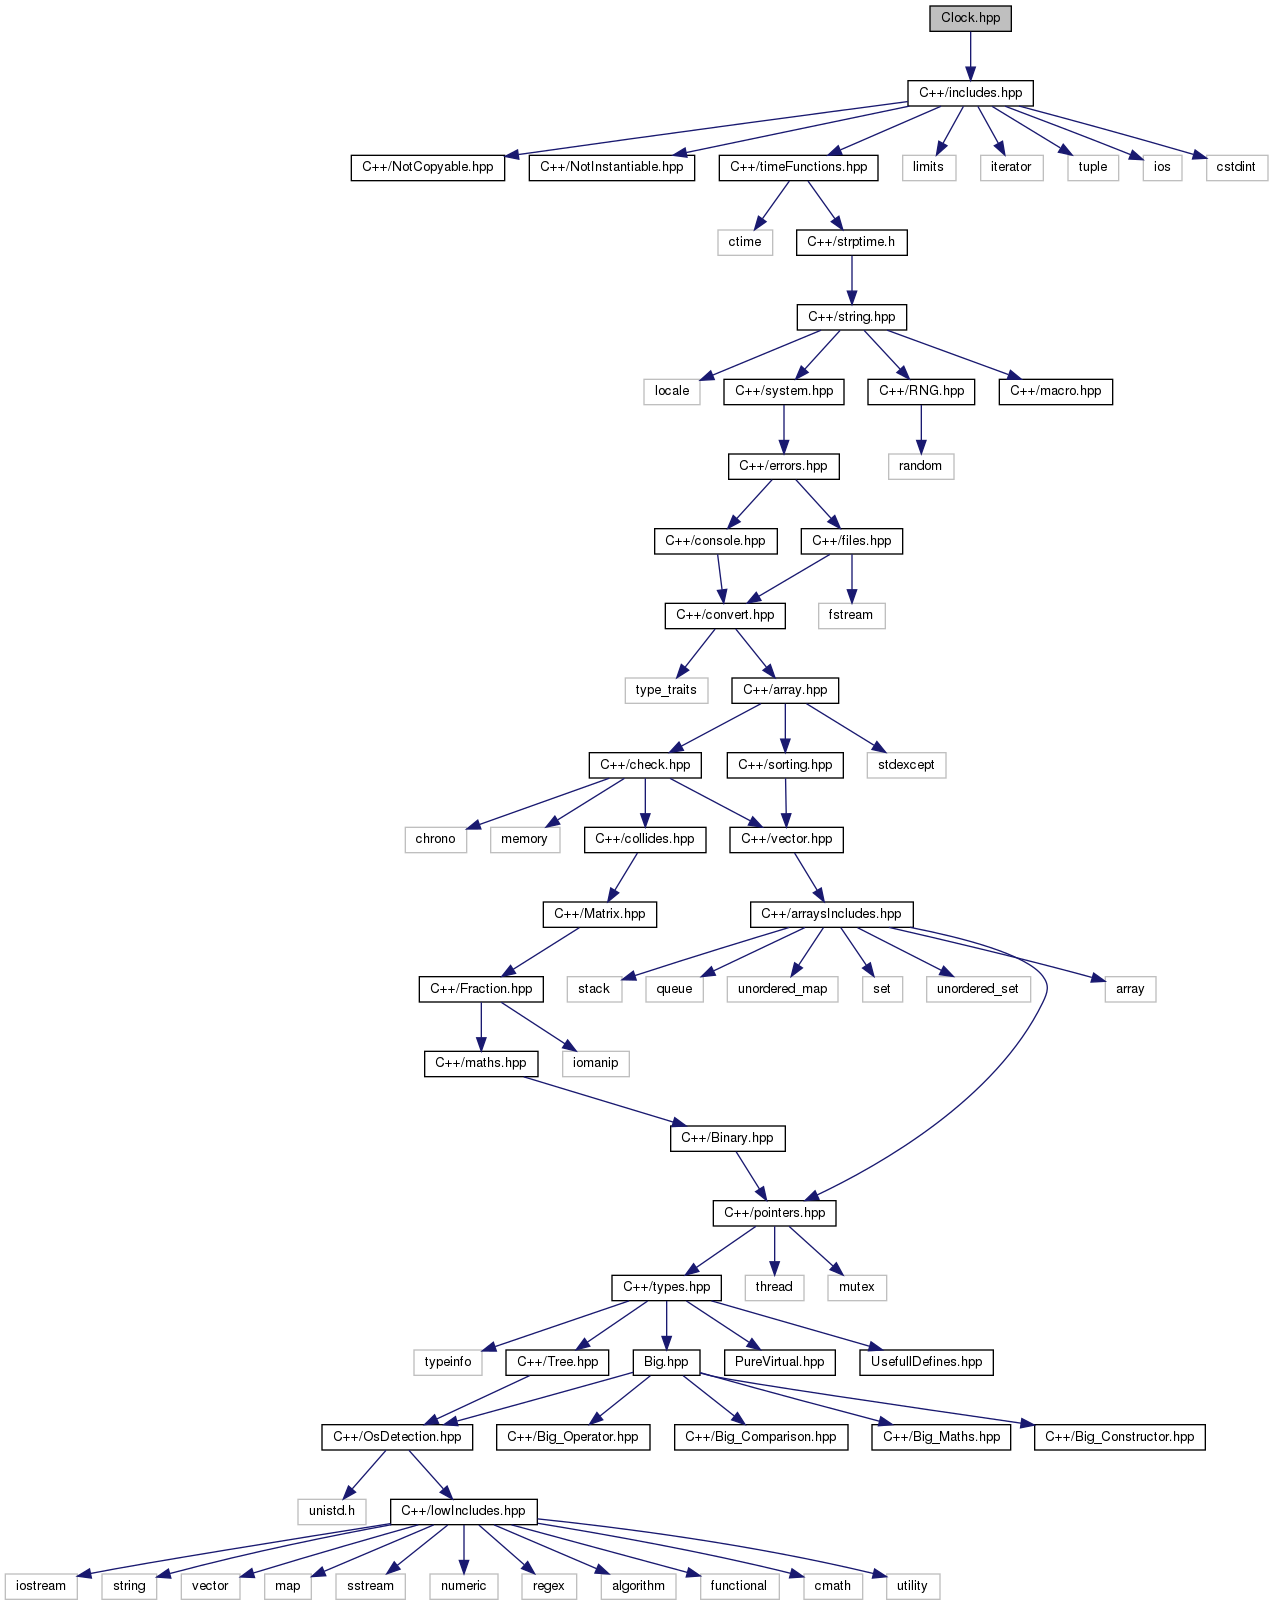 Clock.hpp
C++/includes.hpp
C++/NotCopyable.hpp
C++/NotInstantiable.hpp
C++/timeFunctions.hpp
limits
iterator
tuple
ios
cstdint
ctime
C++/strptime.h
C++/string.hpp
locale
C++/system.hpp
C++/RNG.hpp
C++/macro.hpp
C++/errors.hpp
random
C++/console.hpp
C++/files.hpp
C++/convert.hpp
fstream
type_traits
C++/array.hpp
C++/check.hpp
C++/sorting.hpp
stdexcept
chrono
memory
C++/collides.hpp
C++/vector.hpp
C++/Matrix.hpp
C++/arraysIncludes.hpp
C++/Fraction.hpp
stack
queue
unordered_map
set
unordered_set
array
C++/maths.hpp
iomanip
C++/Binary.hpp
C++/pointers.hpp
C++/types.hpp
thread
mutex
typeinfo
C++/Tree.hpp
Big.hpp
PureVirtual.hpp
UsefullDefines.hpp
C++/OsDetection.hpp
C++/Big_Operator.hpp
C++/Big_Comparison.hpp
C++/Big_Maths.hpp
C++/Big_Constructor.hpp
unistd.h
C++/lowIncludes.hpp
iostream
string
vector
map
sstream
numeric
regex
algorithm
functional
cmath
utility